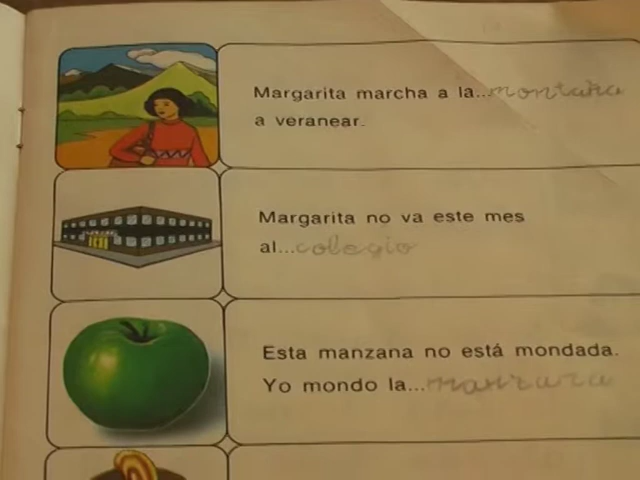 Margarita marcha a la...montaña
a veranear.
Margarita no va este mes
al...colegio
Esta manzana no está mondada.
Yo mondo la...manzana